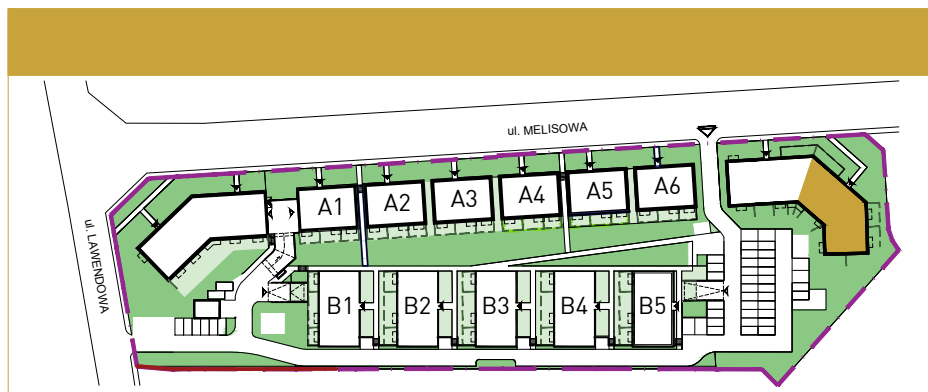 ul. MELISOWA
ul. LAWENDOWA
A1
A2
A3
A4
A5
A6
B1
B2
B3
B4
B5